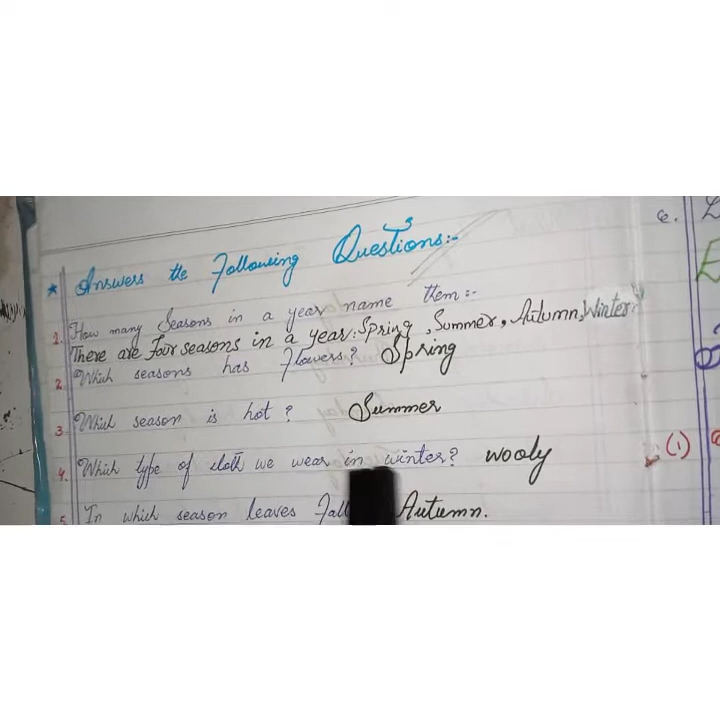 * Answers the Following Questions:-
1. How many Seasons in a year name them:-
There are Four seasons in a year: Spring, Summer, Autumn, Winter.
2. Which seasons has Flowers? Spring
3. Which season is hot? Summer
4. Which type of cloth we wear in winter? wooly
5 In which season leaves Fall Autumn.
e.
(1)